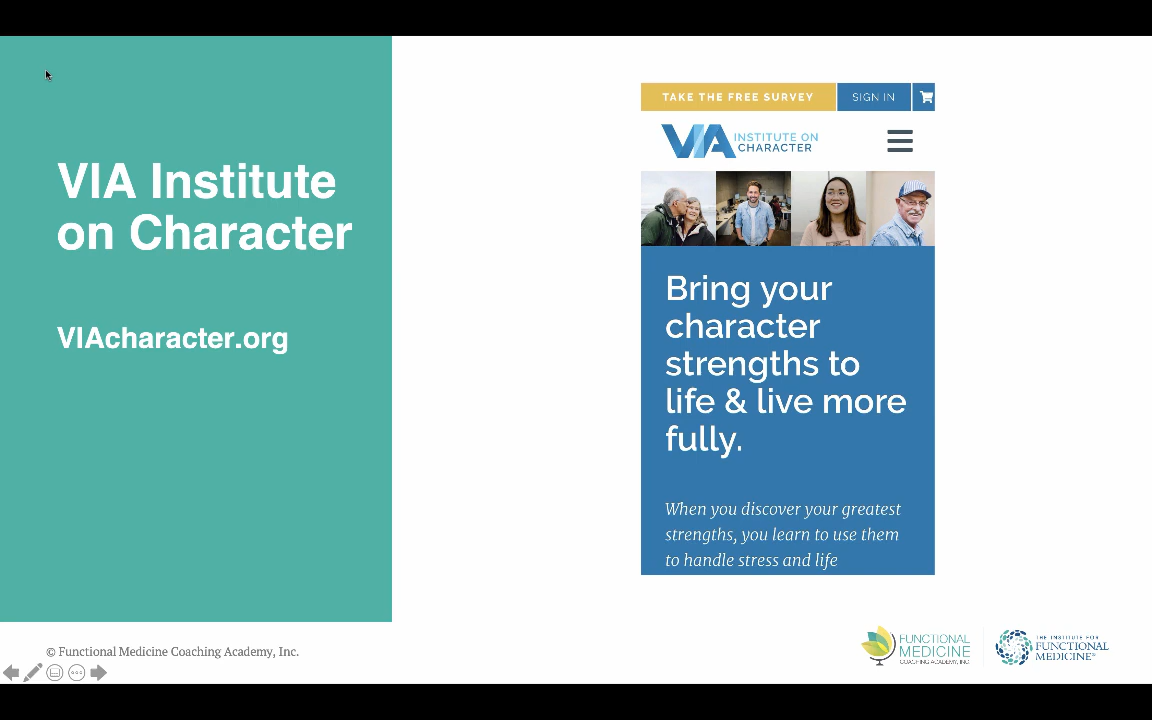 VIA Institute
on Character
VIAcharacter.org
TAKE THE FREE SURVEY
SIGN IN
VIA INSTITUTE ON
CHARACTER
Bring your
character
strengths to
life & live more
fully.
When you discover your greatest
strengths, you learn to use them
to handle stress and life
© Functional Medicine Coaching Academy, Inc.
FUNCTIONAL
MEDICINE
COACHING ACADEMY, INC.
THE INSTITUTE FOR
FUNCTIONAL
MEDICINE